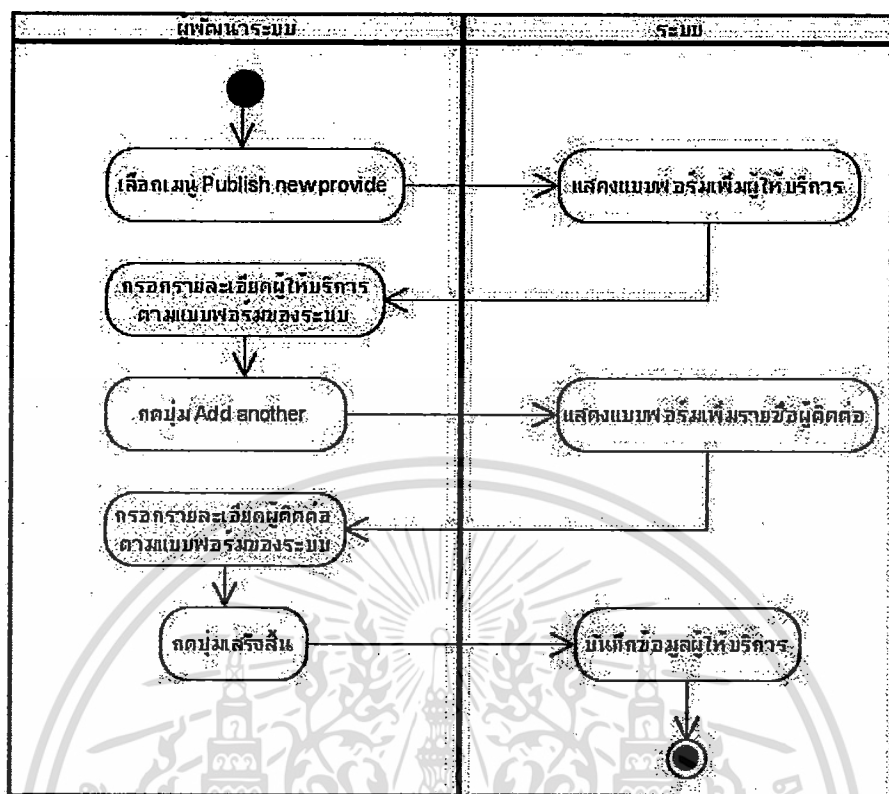 ผู้พัฒนาระบบ
ระบบ
เลือกเมนู Publish newprovide
แสดงแบบฟอร์มเพิ่มผู้ให้บริการ
กรอกรายละเอียดผู้ให้บริการ
ตามแบบฟอร์มของระบบ
กดปุ่ม Add another
แสดงแบบฟอร์มเพิ่มรายชื่อผู้ติดต่อ
กรอกรายละเอียดผู้ติดต่อ
ตามแบบฟอร์มของระบบ
กดปุ่มเสร็จสิ้น
บันทึกข้อมูลผู้ให้บริการ